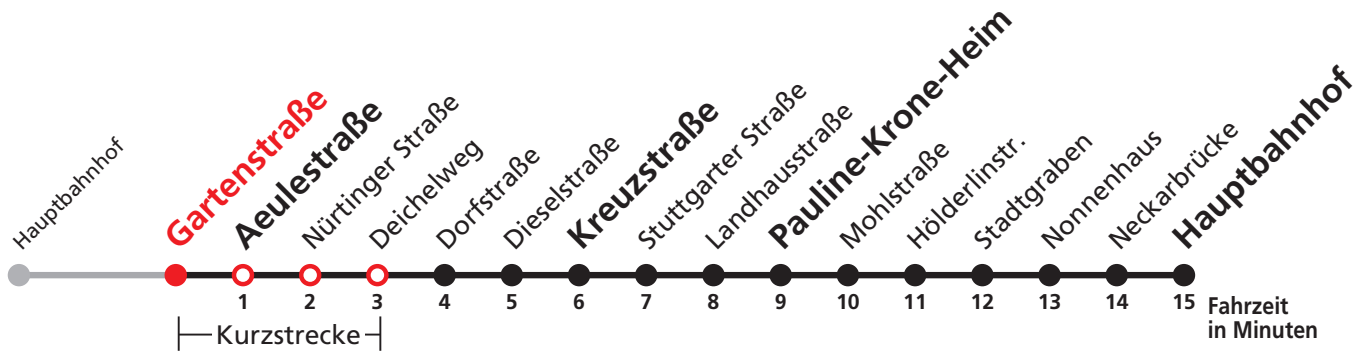 Hauptbahnhof
Gartenstraße
Aeulestraße
Nürtinger Straße
Deichelweg
Dorfstraße
Dieselstraße
Kreuzstraße
Stuttgarter Straße
Landhausstraße
Pauline-Krone-Heim
Mohlstraße
Hölderlinstr.
Stadtgraben
Nonnenhaus
Neckarbrücke
Hauptbahnhof
1 2 3 4 5 6 7 8 9 10 11 12 13 14 15
Fahrzeit
in Minuten
Kurzstrecke